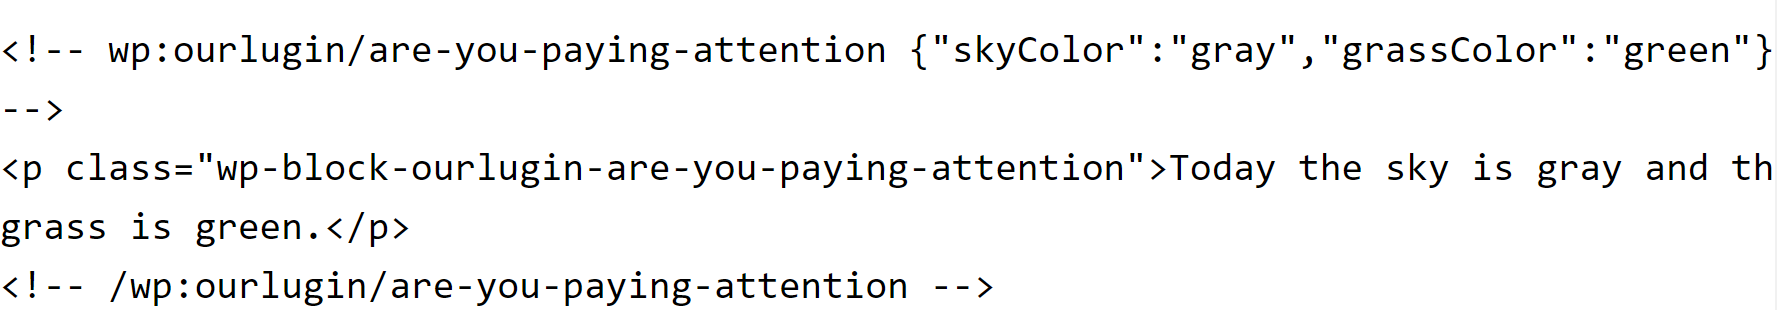 <!-- wp:ourlugin/are-you-paying-attention {"skyColor":"gray","grassColor":"green"}
-->
<p class="wp-block-ourlugin-are-you-paying-attention">Today the sky is gray and th
grass is green.</p>
<!-- /wp:ourlugin/are-you-paying-attention -->